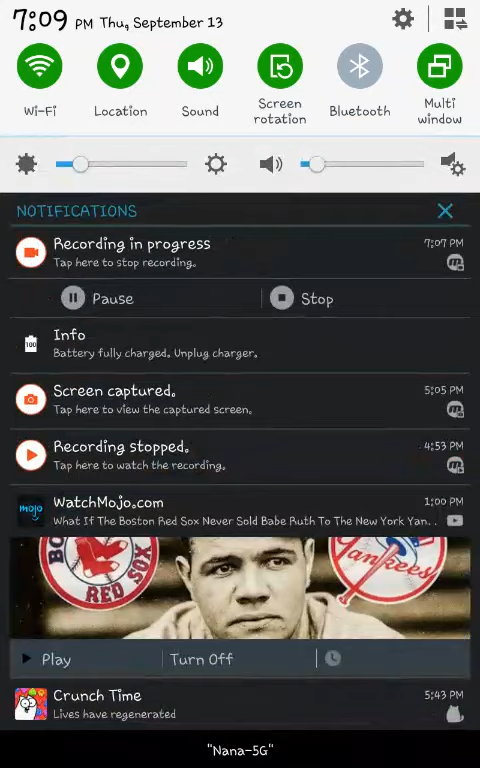 7:09 PM Thu, September 13
Wi-Fi
Location
Sound
Screen
rotation
Bluetooth
Multi
window
NOTIFICATIONS
Recording in progress 7:07 PM
Tap here to stop recording.
Pause Stop
100
Info
Battery fully charged. Unplug charger.
Screen captured. 5:05 PM
Tap here to view the captured screen.
Recording stopped. 4:53 PM
Tap here to watch the recording.
mojo
WatchMojo.com 1:00 PM
What If The Boston Red Sox Never Sold Babe Ruth To The New York Yan. .
BO
RED SOX
Yankees
Play Turn Off
Crunch Time 5:43 PM
Lives have regenerated
"Nana-5G"